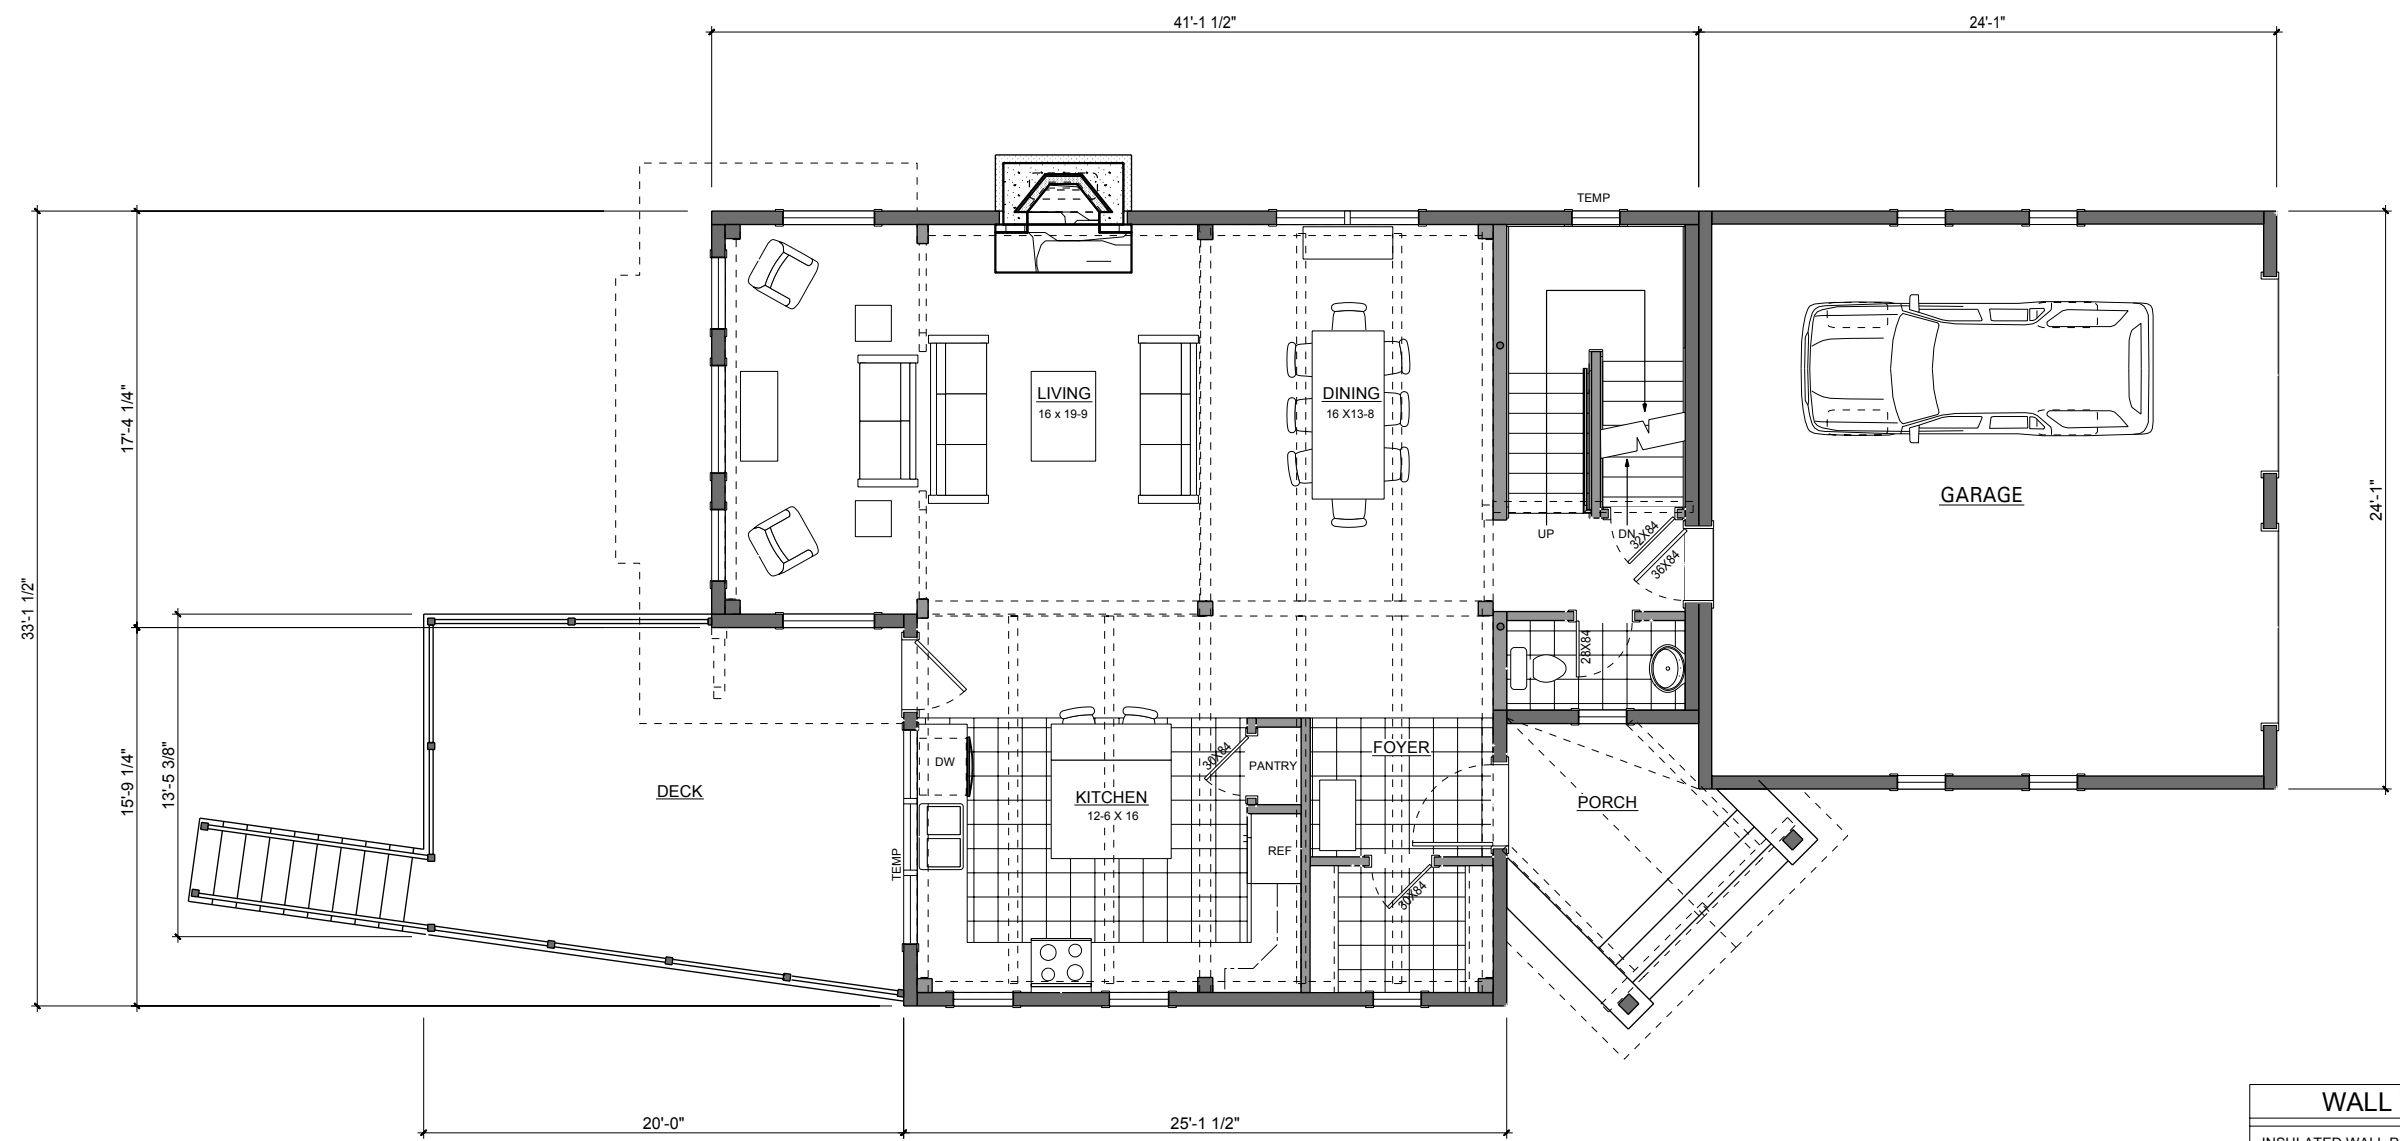 41'-1 1/2"
24'-1"
TEMP
33'-1 1/2"
17'-4 1/4"
LIVING
16 x 19-9
DINING
16 X13-8
GARAGE
24'-1"
UP
DN
32X84
36X84
28X84
15'-9 1/4"
13'-5 3/8"
DECK
DW
TEMP
KITCHEN
12-6 X 16
30X84
PANTRY
REF
FOYER
30X84
PORCH
20'-0"
25'-1 1/2"
WALL